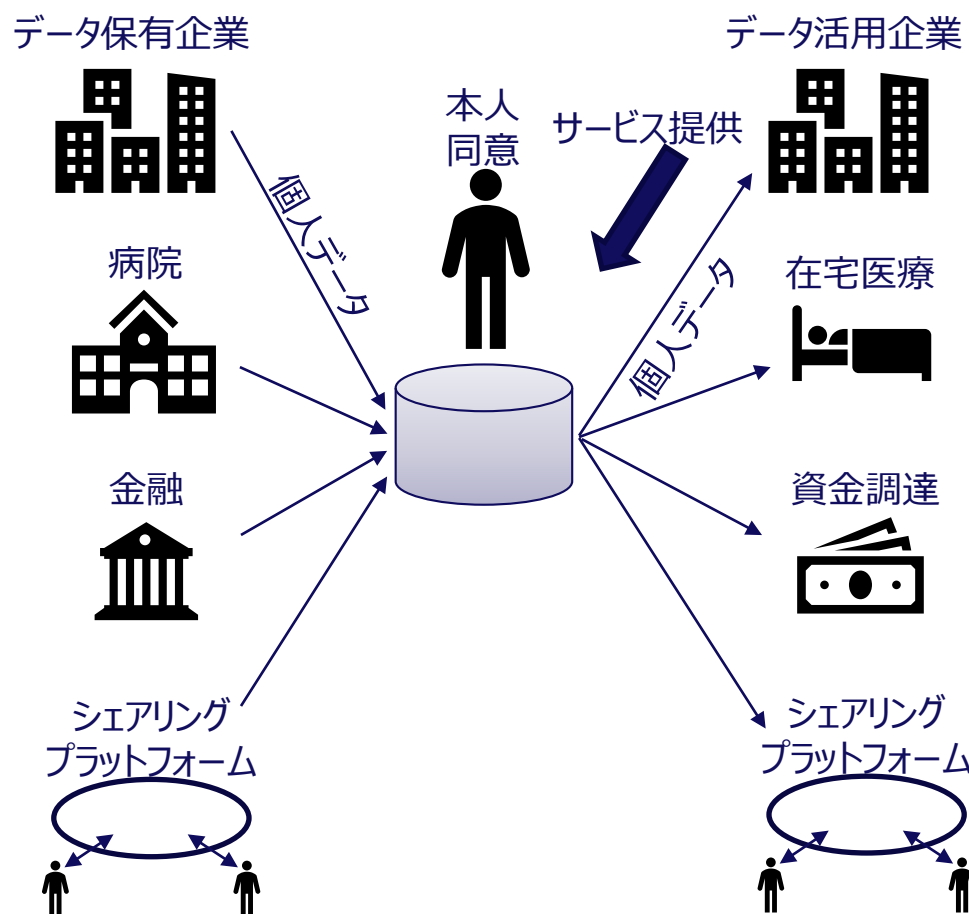 データ保有企業
データ活用企業
本人
同意
サービス提供
個人データ
病院
個人データ
在宅医療
金融
資金調達
シェアリング
プラットフォーム
シェアリング
プラットフォーム